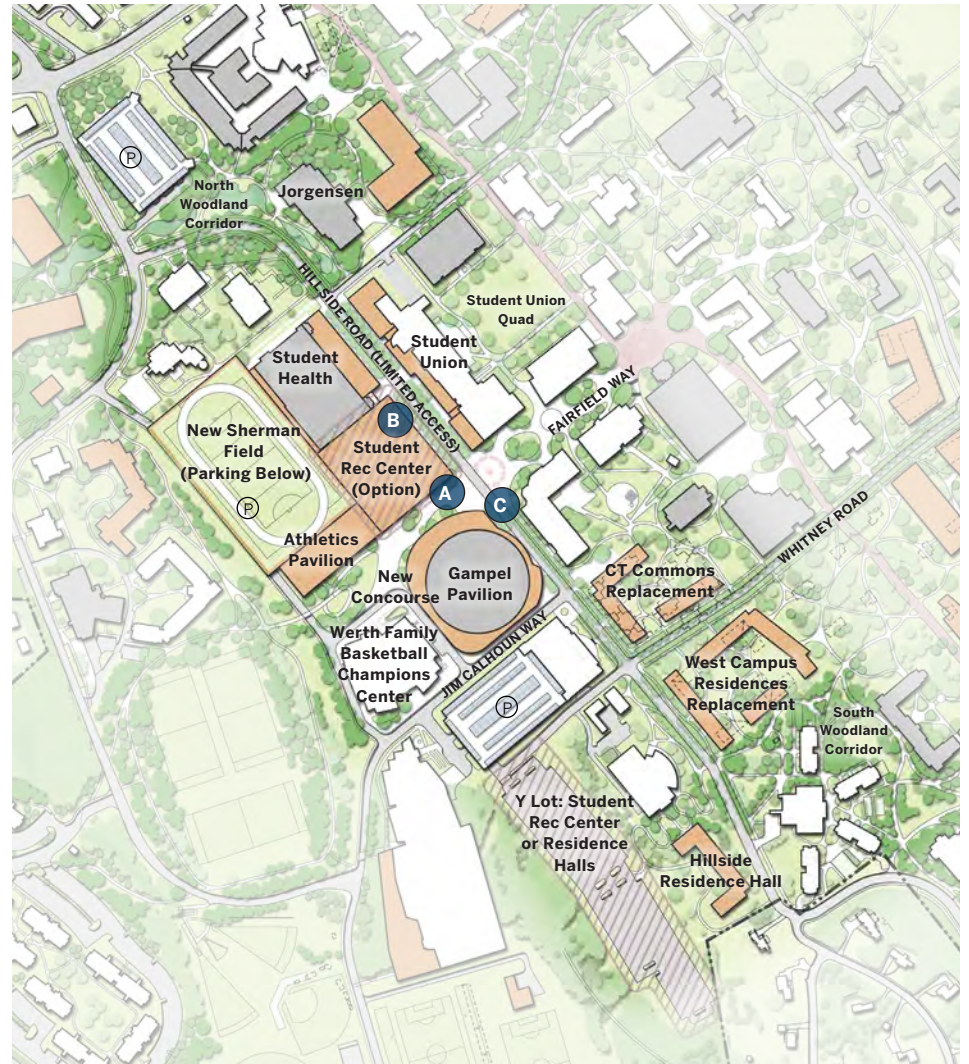 P
North
Woodland
Corridor
Jorgensen
HILLSIDE ROAD (LIMITED ACCESS)
Student Union
Quad
Student
Union
Student
Health
FAIRFIELD WAY
B
New Sherman
Field
(Parking Below)
P
Student
Rec Center
(Option)
A
C
WHITNEY ROAD
Athletics
Pavilion
New
Concourse
Gampel
Pavilion
CT Commons
Replacement
Werth Family
Basketball
Champions
Center
JIM CALHOUN WAY
West Campus
Residences
Replacement
P
South
Woodland
Corridor
Y Lot: Student
Rec Center
or Residence
Halls
Hillside
Residence Hall